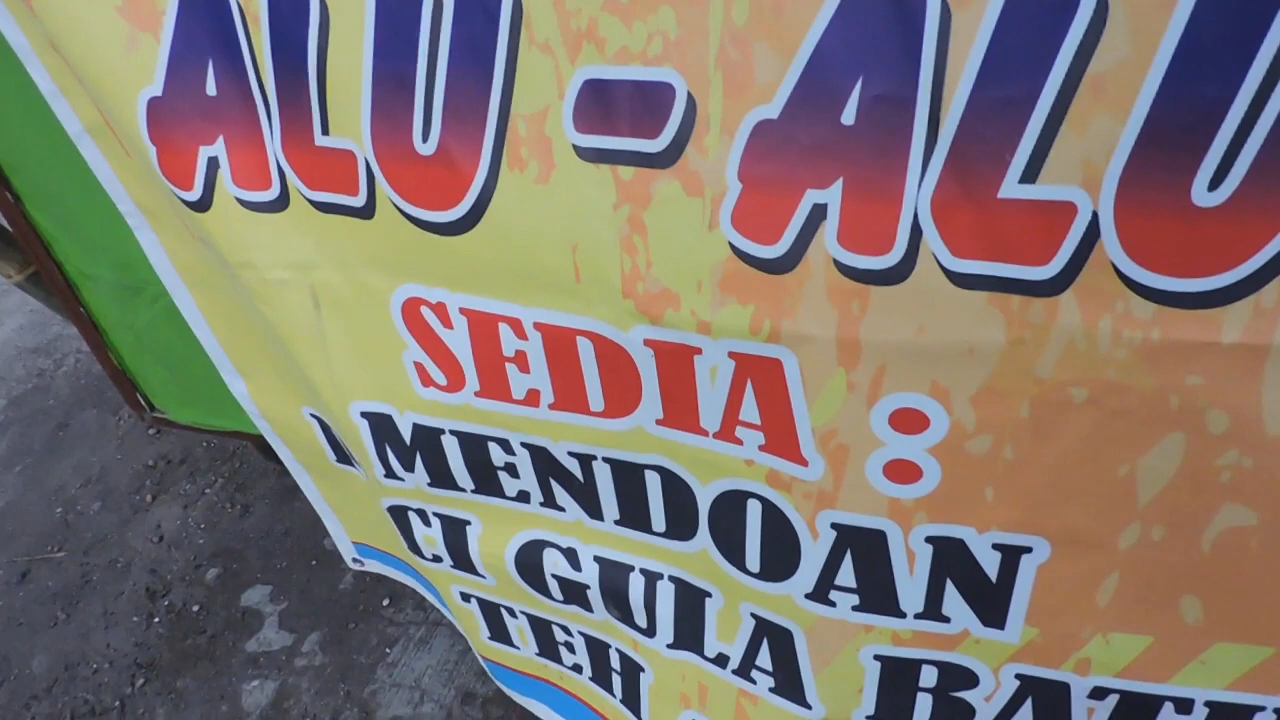 ALU - ALU
SEDIA :
MENDOAN
CI GULA BATU
TEH